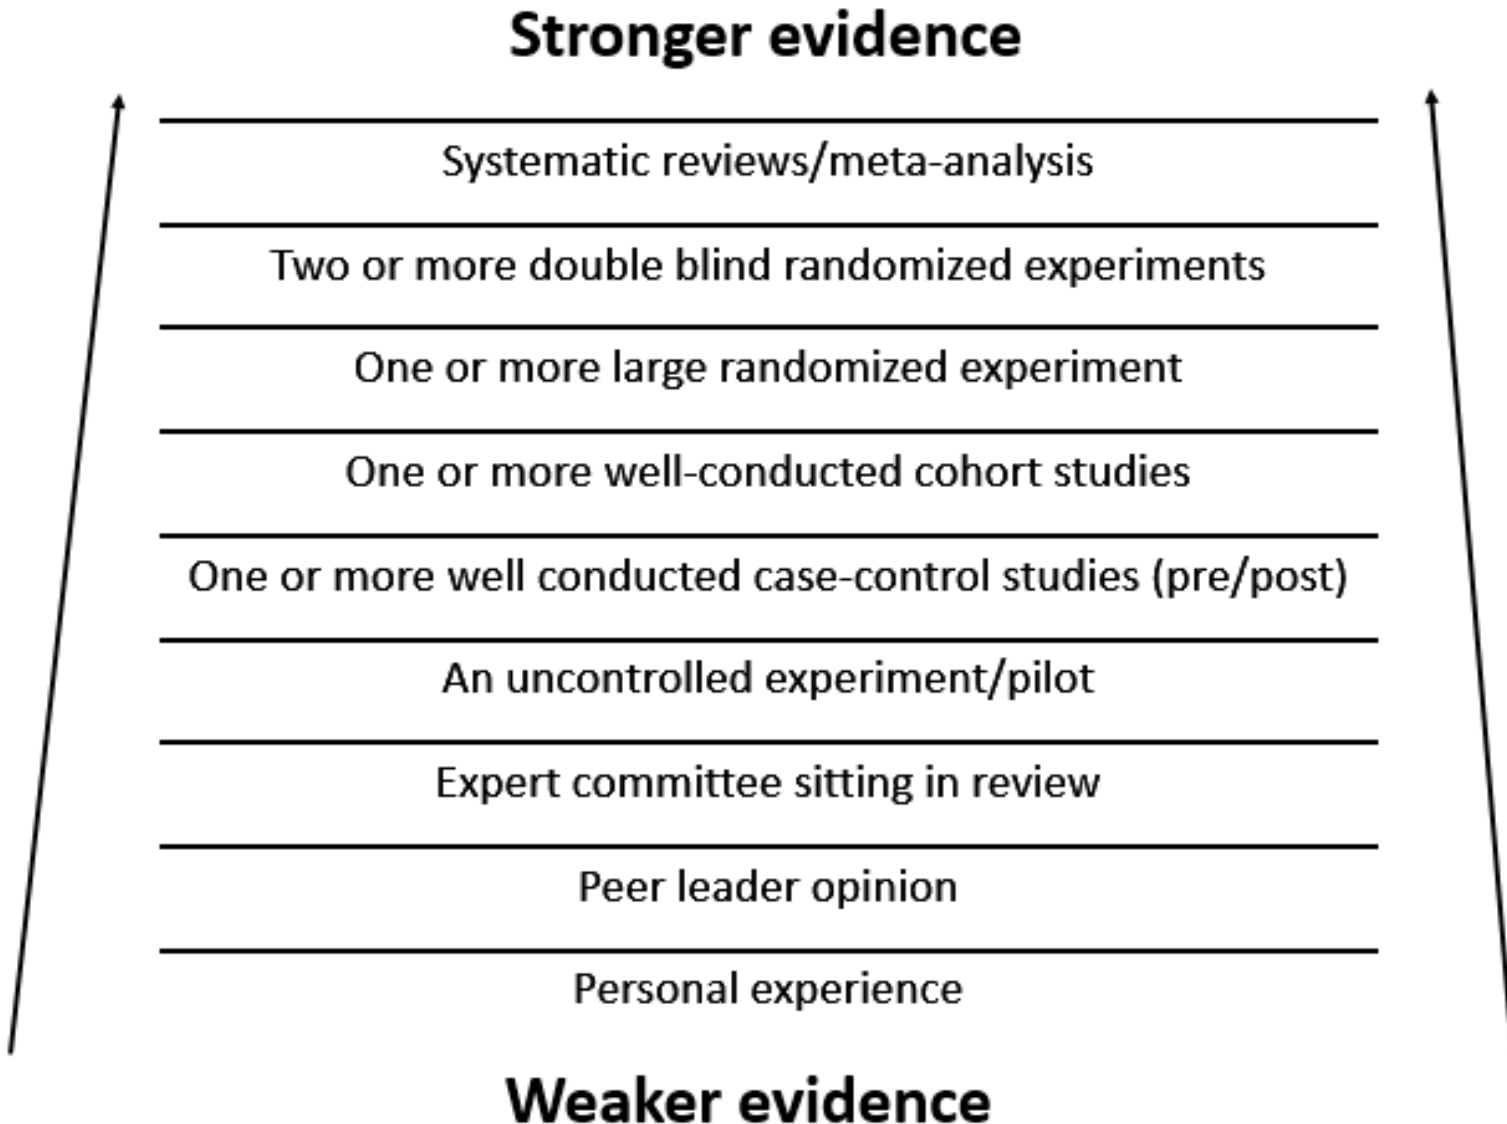 Stronger evidence
Systematic reviews/meta-analysis
Two or more double blind randomized experiments
One or more large randomized experiment
One or more well-conducted cohort studies
One or more well conducted case-control studies (pre/post)
An uncontrolled experiment/pilot
Expert committee sitting in review
Peer leader opinion
Personal experience
Weaker evidence